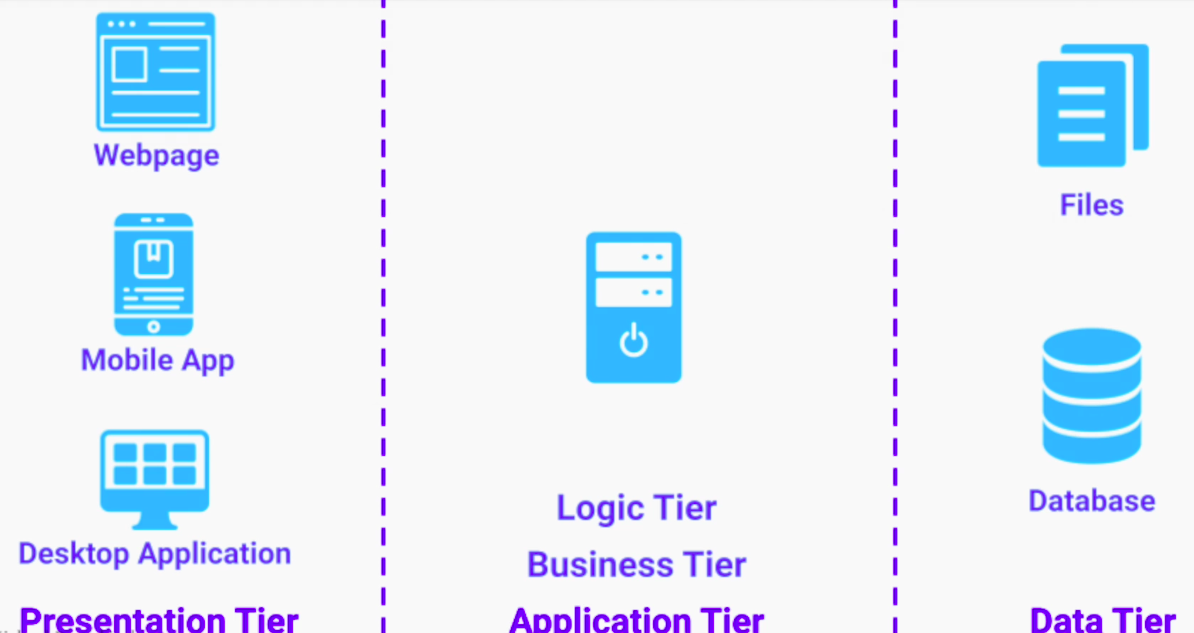 Webpage
Mobile App
Desktop Application
Presentation Tier
Logic Tier
Business Tier
Application Tier
Files
Database
Data Tier